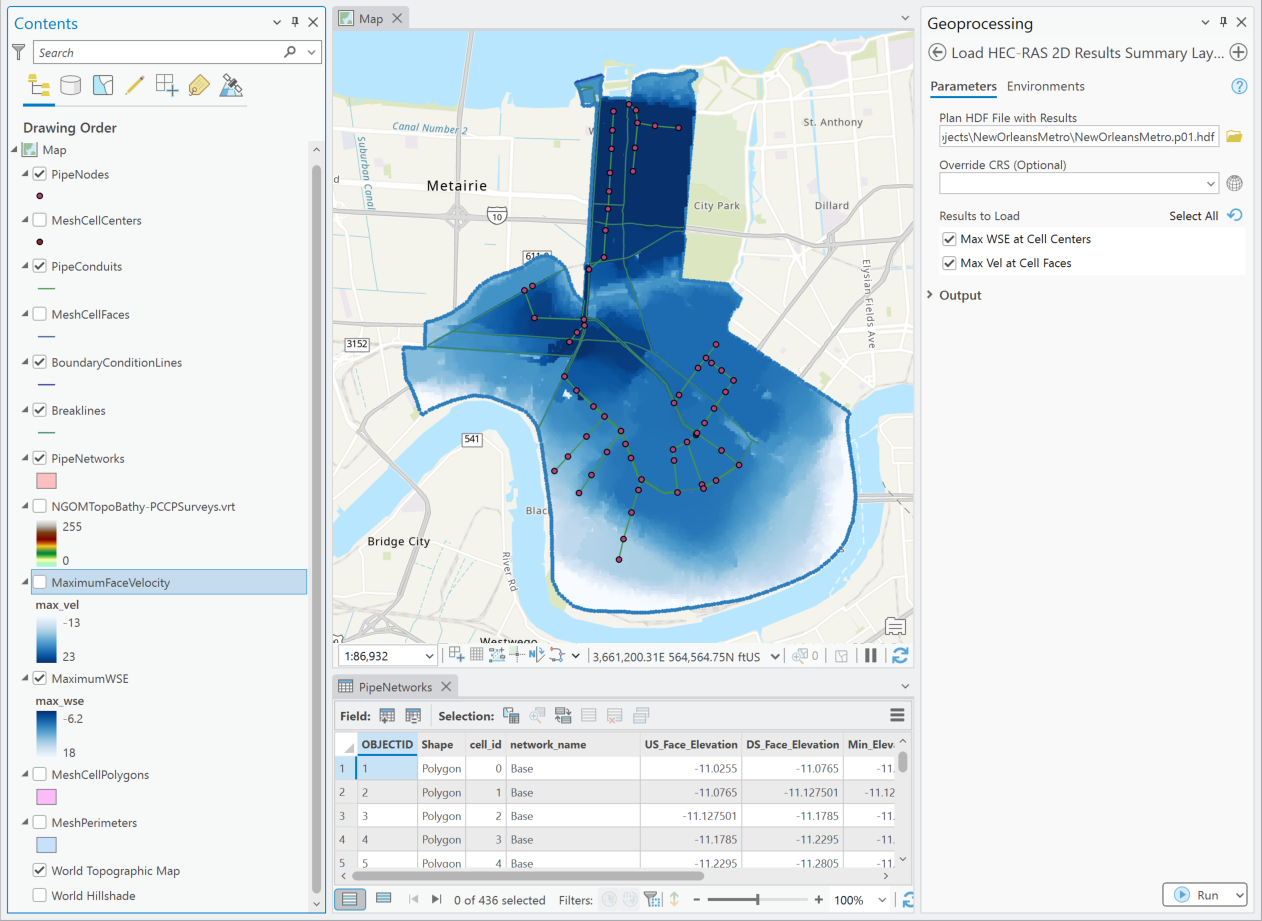 Contents
Search
Drawing Order
Map
PipeNodes
MeshCellCenters
PipeConduits
MeshCellFaces
BoundaryConditionLines
Breaklines
PipeNetworks
NGOMTopoBathy-PCCPSurveys.vrt
255
0
MaximumFaceVelocity
max_vel
-13
23
MaximumWSE
max_wse
-6.2
18
MeshCellPolygons
MeshPerimeters
World Topographic Map
World Hillshade
Map
Canal Number 2
Suburban Canal
Metairie
10
St. Anthony
City Park
Dillard
Elysian Fields Ave
611
3152
541
Blac
Bridge City
River Rd
Westwego
1:86,932
3,661,200.31E 564,564.75N ftUS
0
PipeNetworks
Field:
Selection:
OBJECTID Shape cell_id network_name US_Face_Elevation DS_Face_Elevation Min_Elev
1 1 Polygon 0 Base -11.0255 -11.0765 -11.
2 2 Polygon 1 Base -11.0765 -11.127501 -11.12
3 3 Polygon 2 Base -11.127501 -11.1785 -11.
4 4 Polygon 3 Base -11.1785 -11.2295 -11.
5 5 Polygon 4 Base -11.2295 -11.2805 -11.
0 of 436 selected Filters: 100%
Geoprocessing
Load HEC-RAS 2D Results Summary Lay...
Parameters Environments
Plan HDF File with Results
jects\NewOrleansMetro\NewOrleansMetro.p01.hdf
Override CRS (Optional)
Results to Load Select All
Max WSE at Cell Centers
Max Vel at Cell Faces
Output
Run